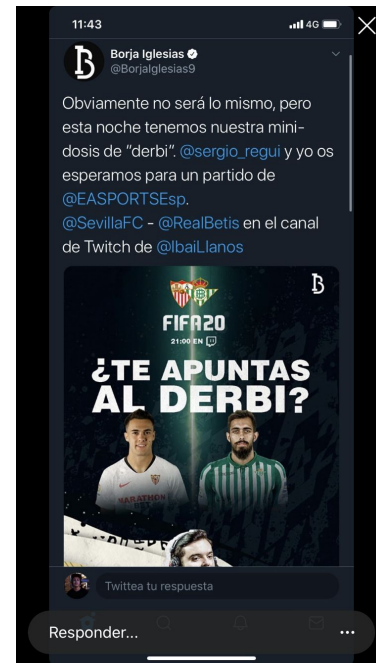 11:43
4G
Borja Iglesias
@BorjaIglesias9
Obviamente no será lo mismo, pero
esta noche tenemos nuestra mini-
dosis de “derbi”. @sergio_regui y yo os
esperamos para un partido de
@EASPORTSEsp.
@SevillaFC - @RealBetis en el canal
de Twitch de @IbaiLlanos
B
FIFA20
21:00 EN
¿TE APUNTAS
AL DERBI?
MARATHON
BET
Twittea tu respuesta
Responder...